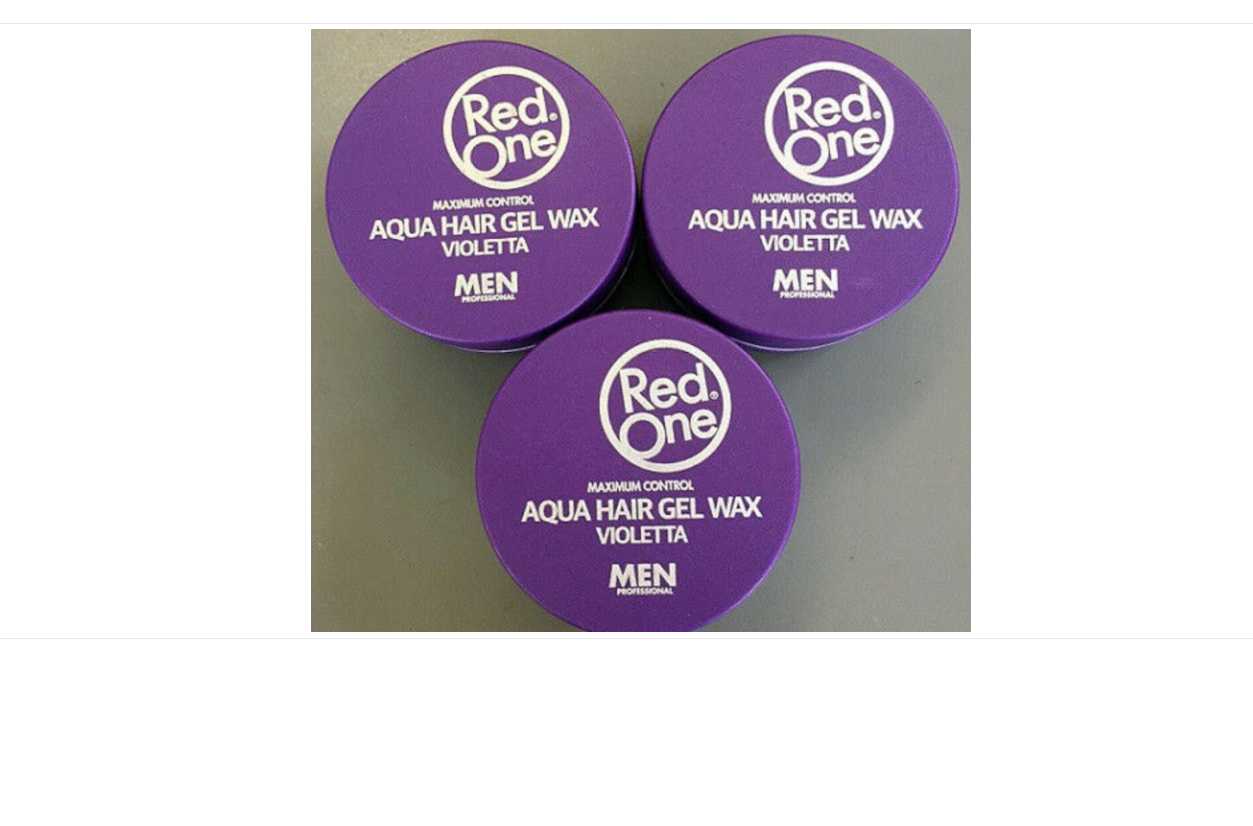 Red®
One
MAXIMUM CONTROL
AQUA HAIR GEL WAX
VIOLETTA
MEN
PROFESSIONAL
Red®
One
MAXIMUM CONTROL
AQUA HAIR GEL WAX
VIOLETTA
MEN
PROFESSIONAL
Red®
One
MAXIMUM CONTROL
AQUA HAIR GEL WAX
VIOLETTA
MEN
PROFESSIONAL